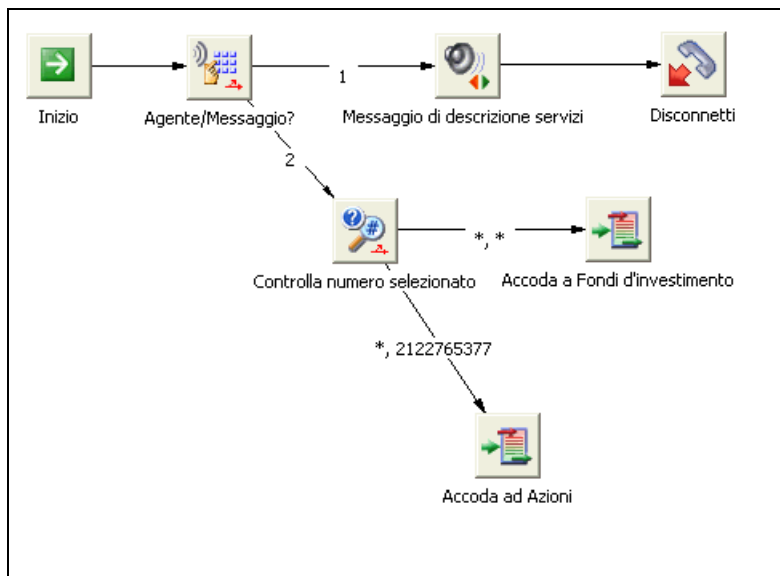 1
Inizio
Agente/Messaggio?
Messaggio di descrizione servizi
Disconnetti
2
*, *
Controlla numero selezionato
Accoda a Fondi d'investimento
*, 2122765377
Accoda ad Azioni